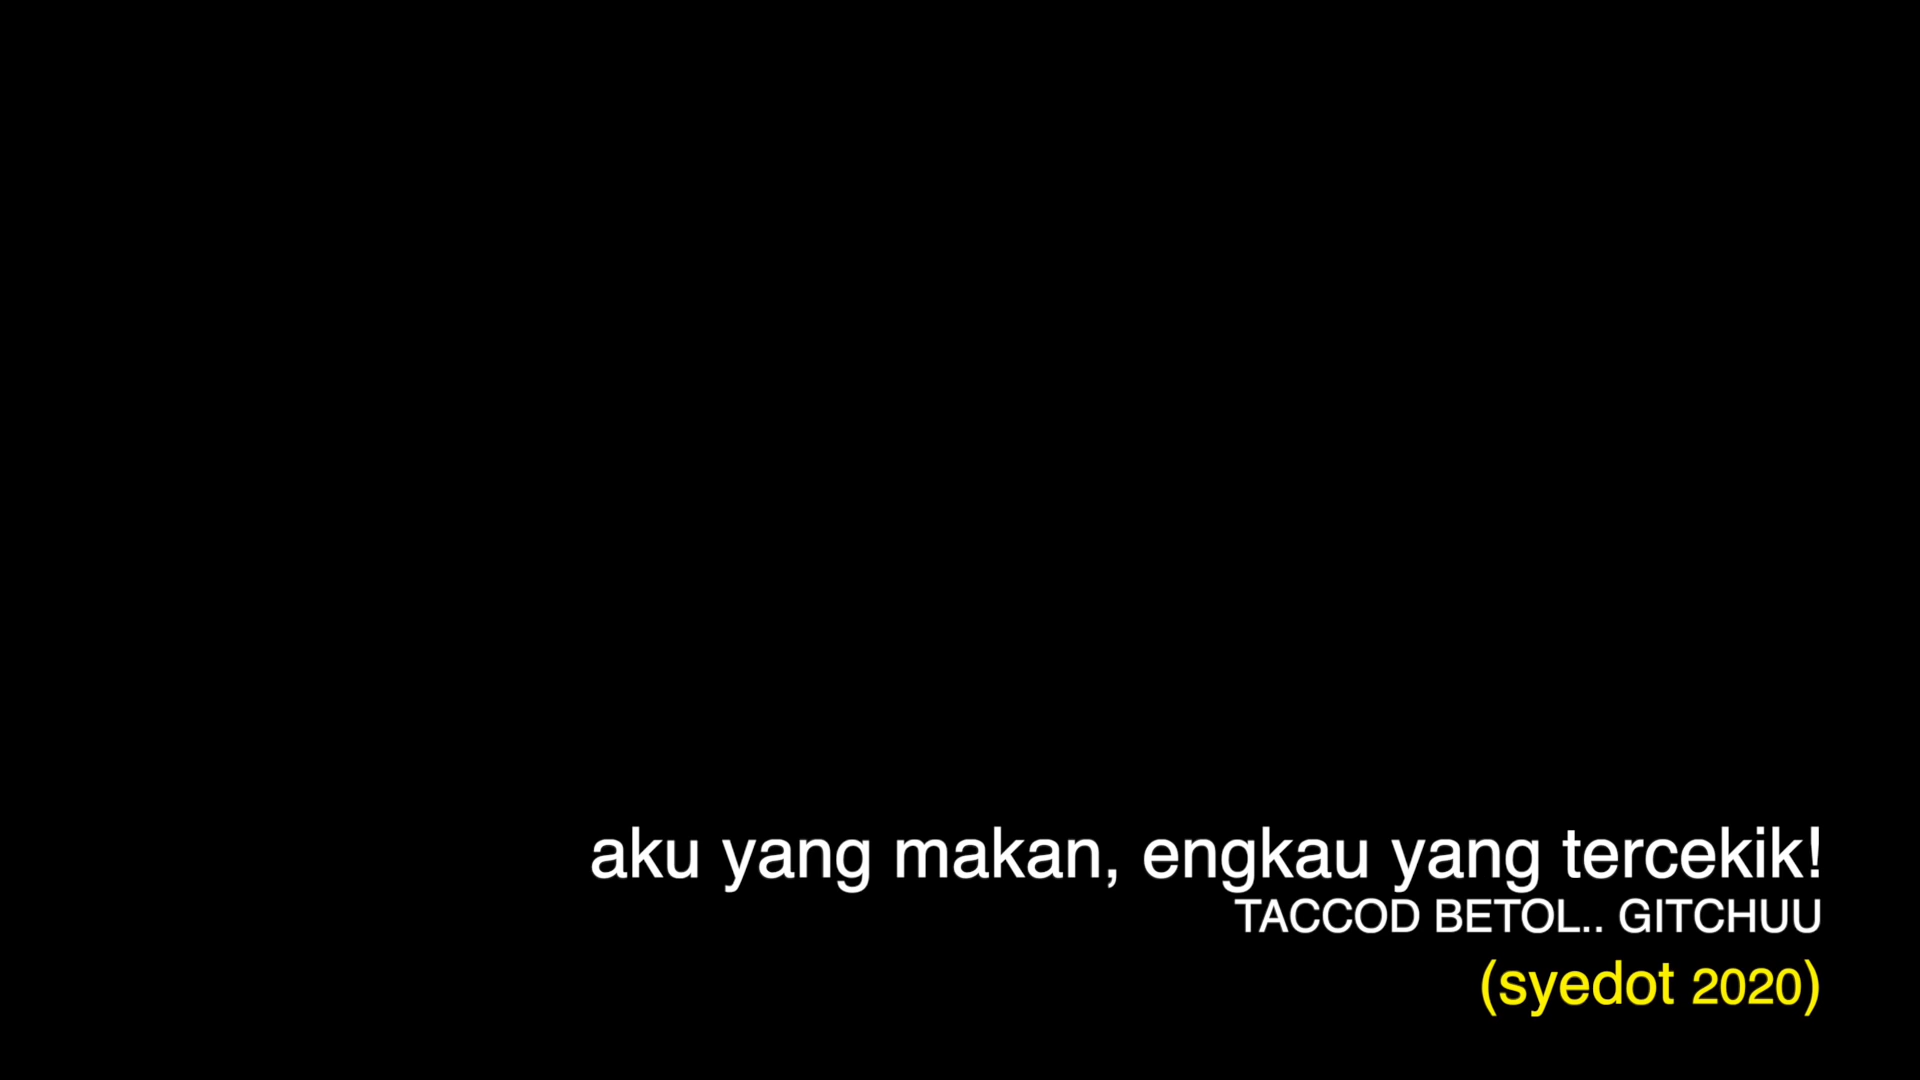 aku yang makan, engkau yang tercekik!
TACCOD BETOL.. GITCHUU
(syedot 2020)